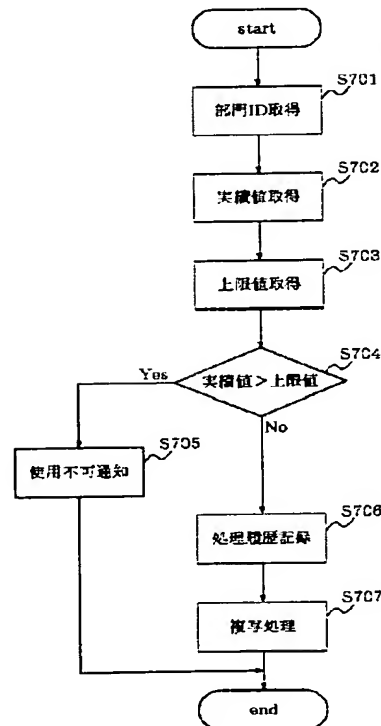 start
S701
部門ID取得
S702
実績値取得
S703
上限値取得
S704
実績値＞上限値
Yes
No
S705
使用不可通知
S706
処理履歴記録
S707
複写処理
end